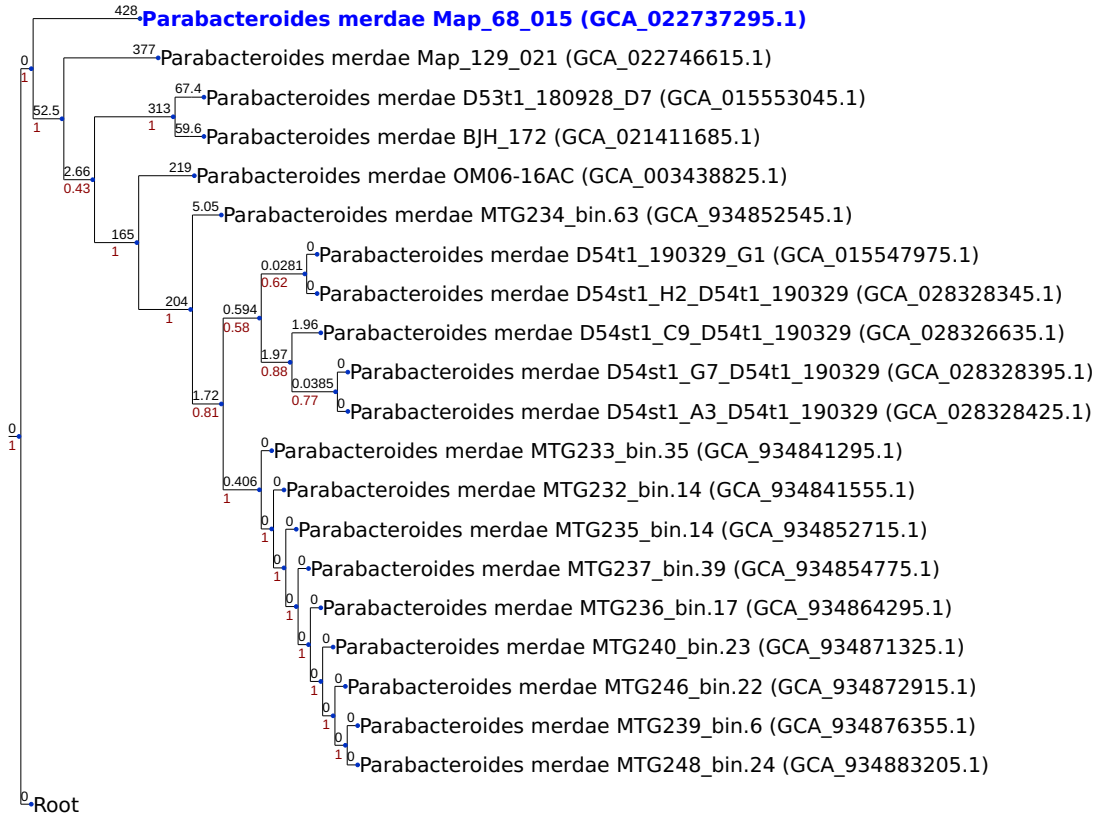 428 Parabacteroides merdae Map_68_015 (GCA_022737295.1)
377 Parabacteroides merdae Map_129_021 (GCA_022746615.1)
0
1
67.4 Parabacteroides merdae D53t1_180928_D7 (GCA_015553045.1)
52.5
1
313
1
59.6 Parabacteroides merdae BJH_172 (GCA_021411685.1)
2.66
0.43
219 Parabacteroides merdae OM06-16AC (GCA_003438825.1)
5.05 Parabacteroides merdae MTG234_bin.63 (GCA_934852545.1)
165
1
0 Parabacteroides merdae D54t1_190329_G1 (GCA_015547975.1)
0.0281
0.62
0 Parabacteroides merdae D54st1_H2_D54t1_190329 (GCA_028328345.1)
204
1
0.594
0.58
1.96 Parabacteroides merdae D54st1_C9_D54t1_190329 (GCA_028326635.1)
1.97
0.88
0 Parabacteroides merdae D54st1_G7_D54t1_190329 (GCA_028328395.1)
0.0385
0.77
1.72
0.81
0 Parabacteroides merdae D54st1_A3_D54t1_190329 (GCA_028328425.1)
0
1
0 Parabacteroides merdae MTG233_bin.35 (GCA_934841295.1)
0.406
1
0 Parabacteroides merdae MTG232_bin.14 (GCA_934841555.1)
0
1
0 Parabacteroides merdae MTG235_bin.14 (GCA_934852715.1)
0
1
0 Parabacteroides merdae MTG237_bin.39 (GCA_934854775.1)
0
1
0 Parabacteroides merdae MTG236_bin.17 (GCA_934864295.1)
0
1
0 Parabacteroides merdae MTG240_bin.23 (GCA_934871325.1)
0
1
0 Parabacteroides merdae MTG246_bin.22 (GCA_934872915.1)
0
1
0 Parabacteroides merdae MTG239_bin.6 (GCA_934876355.1)
0
1
0 Parabacteroides merdae MTG248_bin.24 (GCA_934883205.1)
0 Root